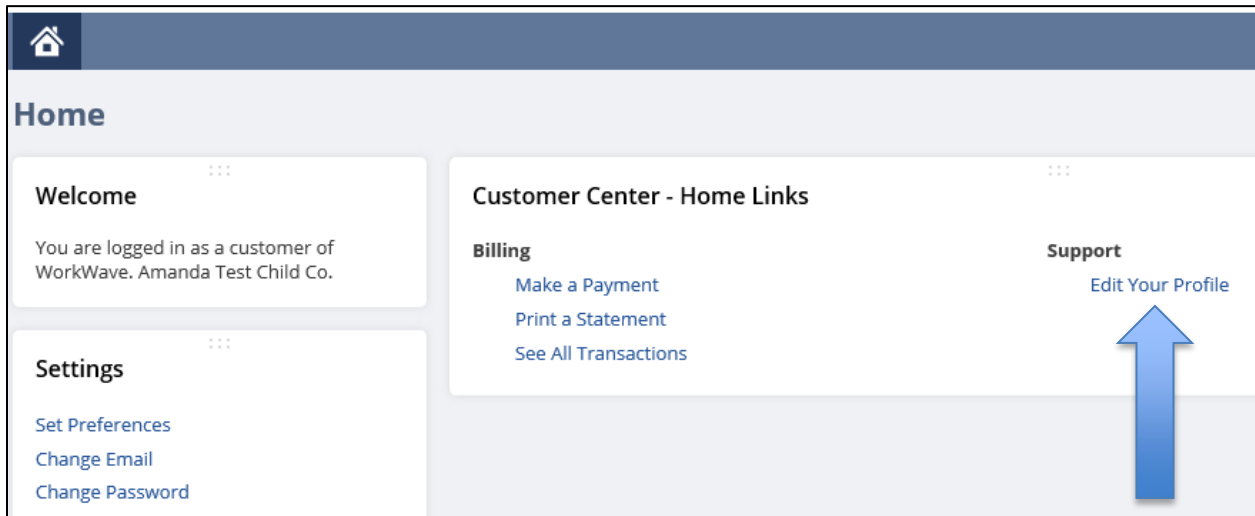 Home
Welcome
You are logged in as a customer of
WorkWave. Amanda Test Child Co.
Settings
Set Preferences
Change Email
Change Password
Customer Center - Home Links
Billing
Make a Payment
Print a Statement
See All Transactions
Support
Edit Your Profile